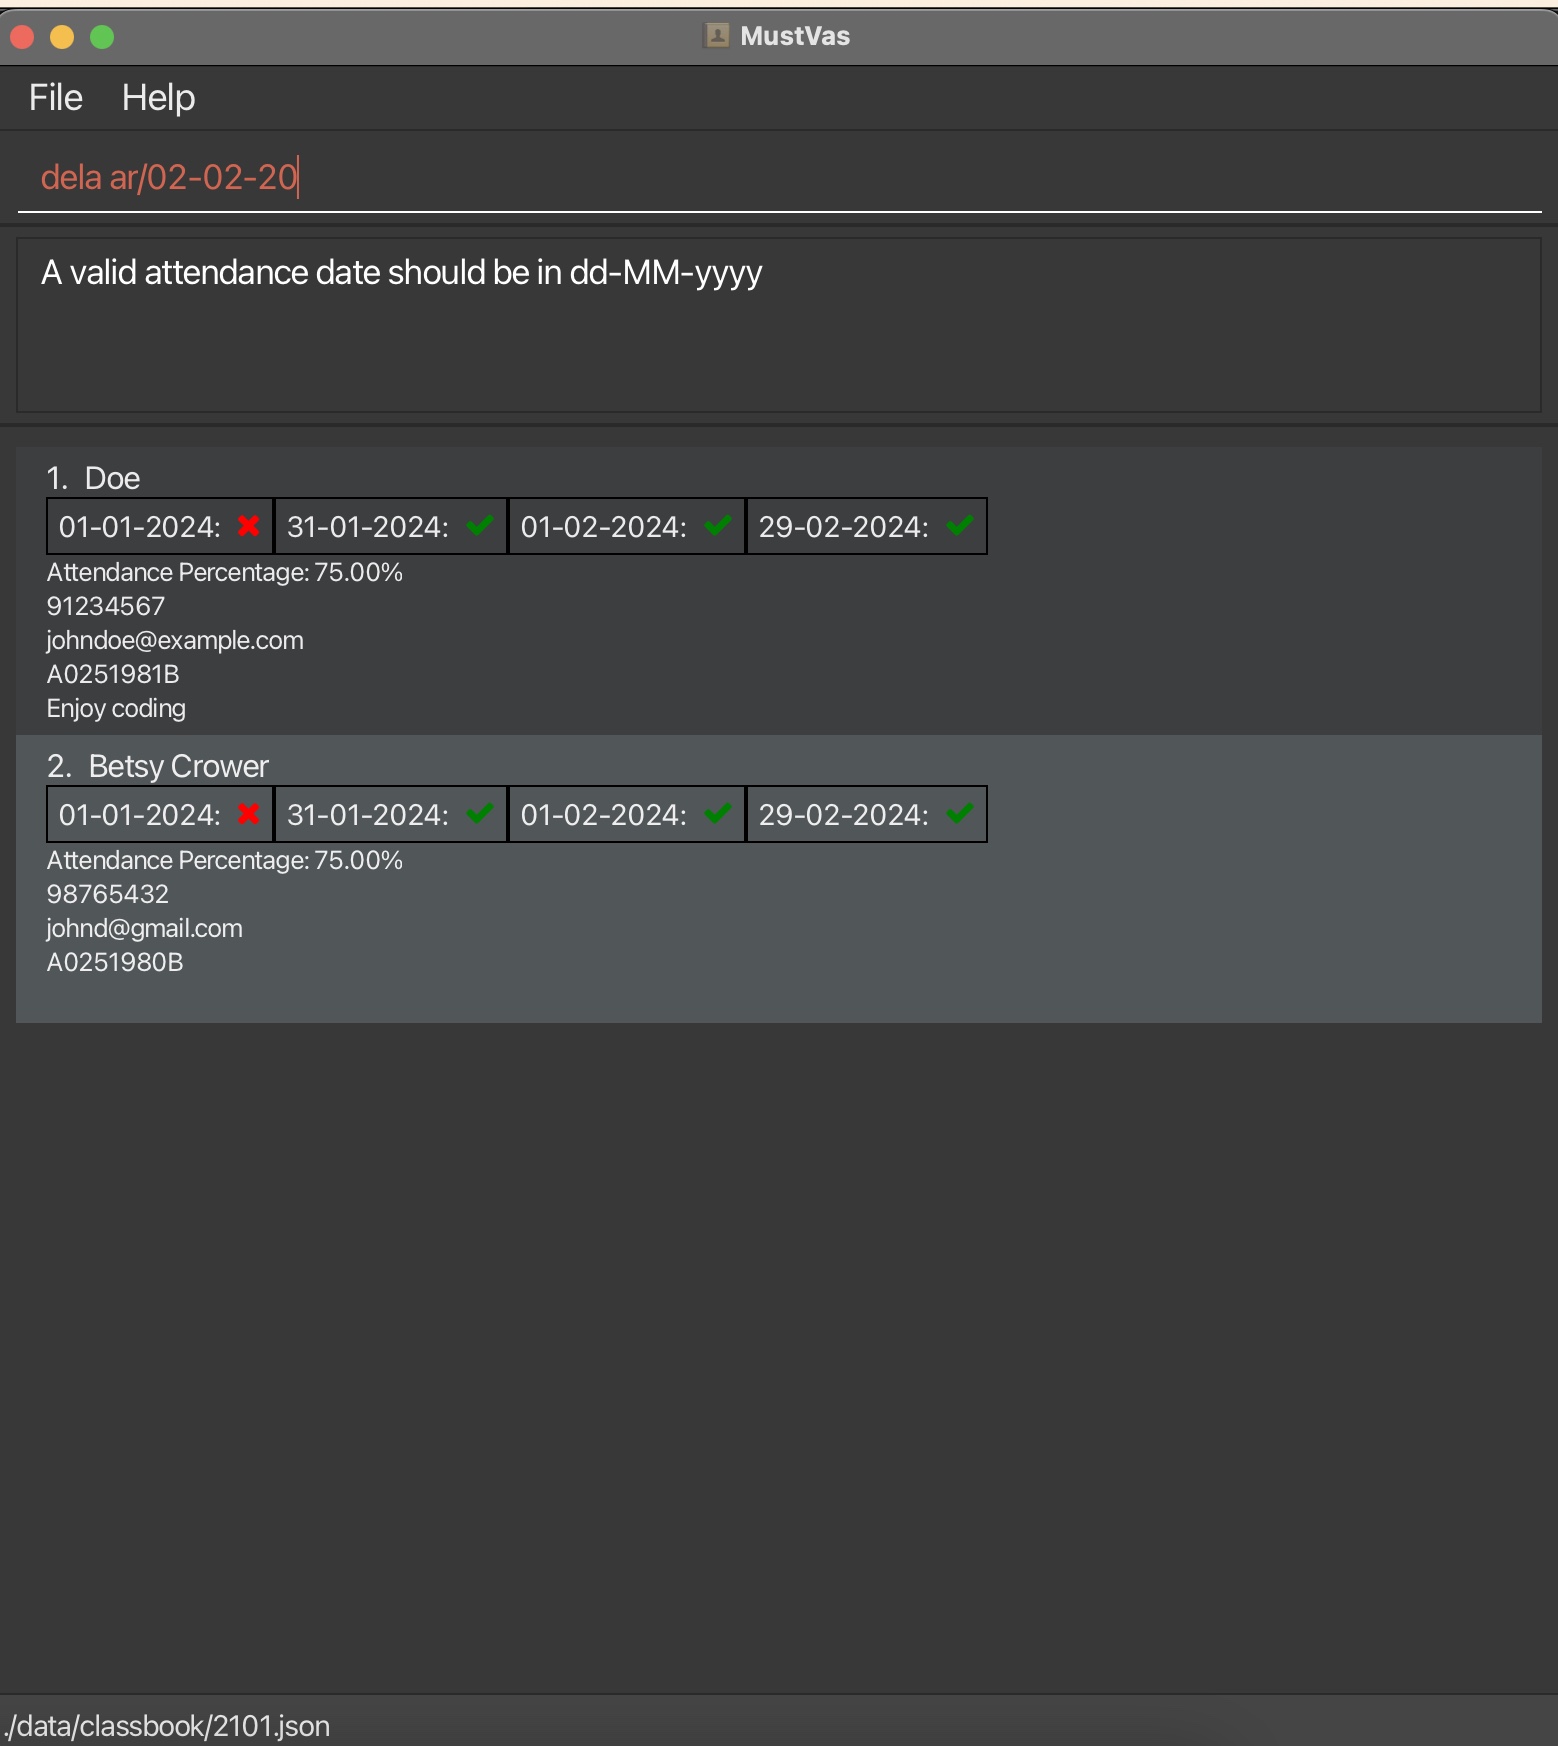 MustVas
File Help
dela ar/02-02-20
A valid attendance date should be in dd-MM-yyyy
1. Doe
01-01-2024: 31-01-2024: 01-02-2024: 29-02-2024:
Attendance Percentage: 75.00%
91234567
johndoe@example.com
A0251981B
Enjoy coding
2. Betsy Crower
01-01-2024: 31-01-2024: 01-02-2024: 29-02-2024:
Attendance Percentage: 75.00%
98765432
johnd@gmail.com
A0251980B
./data/classbook/2101.json